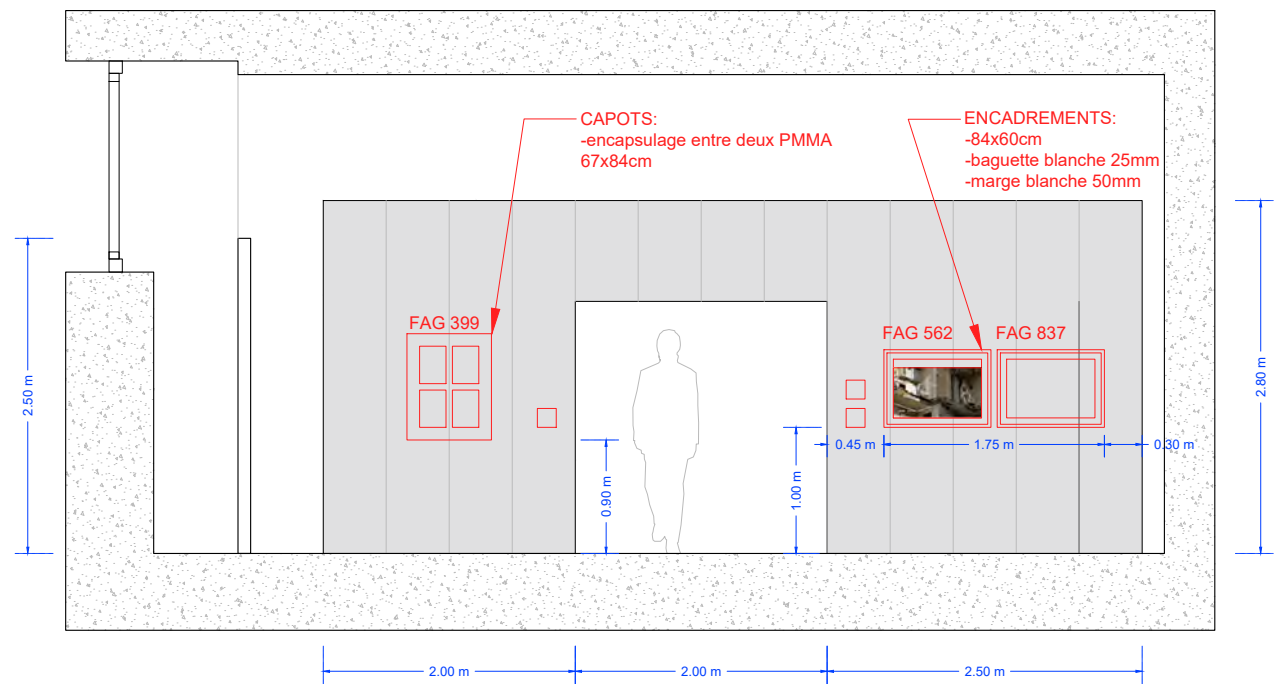 CAPOTS:
-encapsulage entre deux PMMA
67x84cm
ENCADREMENTS:
-84x60cm
-baguette blanche 25mm
-marge blanche 50mm
FAG 399
FAG 562
FAG 837
2.50 m
2.80 m
0.45 m
1.75 m
0.30 m
0.90 m
1.00 m
2.00 m
2.00 m
2.50 m